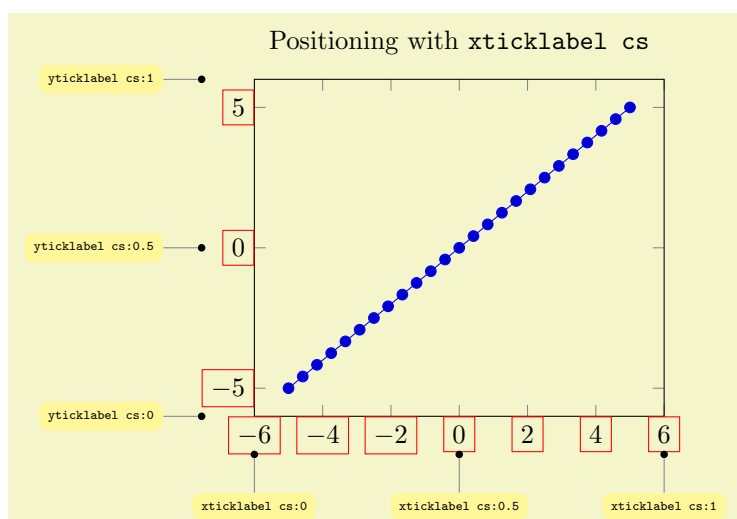 Positioning with xticklabel cs
yticklabel cs:1
5
yticklabel cs:0.5
0
−5
yticklabel cs:0
−6 −4 −2 0 2 4 6
xticklabel cs:0 xticklabel cs:0.5 xticklabel cs:1